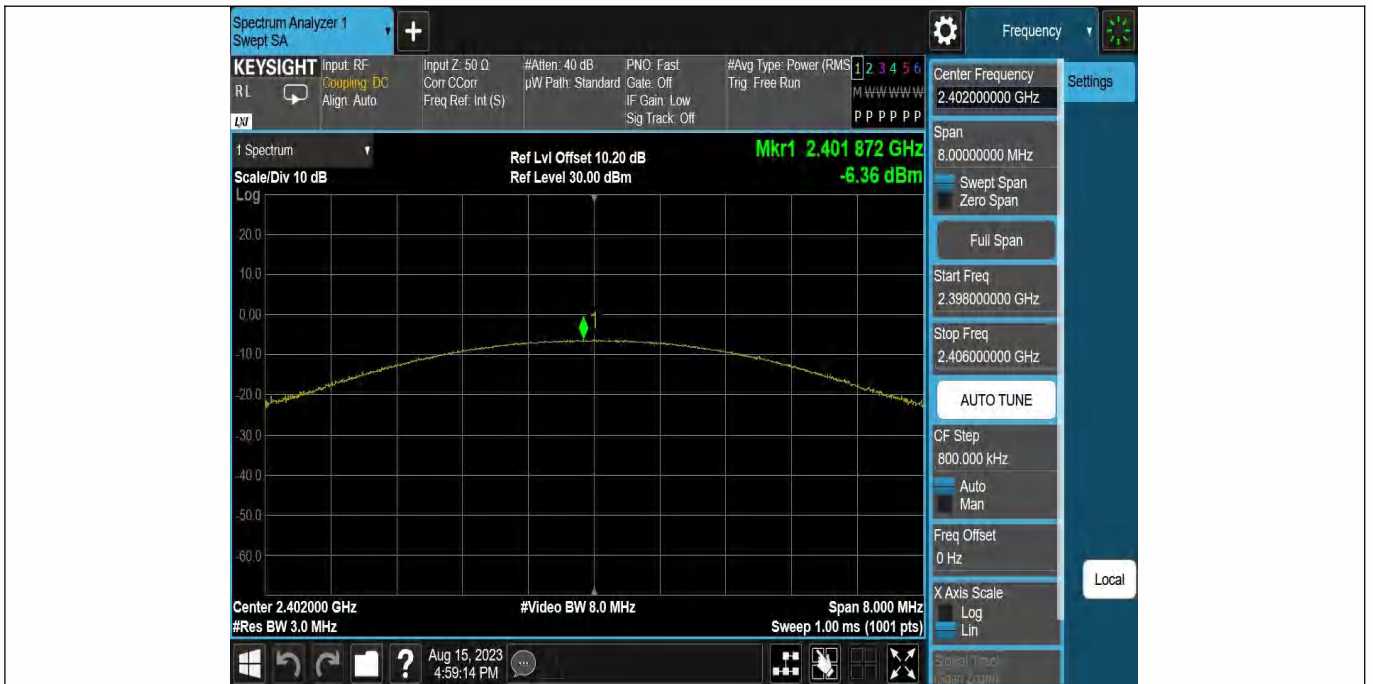 Spectrum Analyzer 1
Swept SA
+
Frequency
KEYSIGHT
RL
LXI
Input: RF
Coupling: DC
Align: Auto
Input Z: 50 Ω
Corr CCorr
Freq Ref: Int (S)
#Atten: 40 dB
µW Path: Standard
PNO: Fast
Gate: Off
IF Gain: Low
Sig Track: Off
#Avg Type: Power (RMS
Trig: Free Run
1 2 3 4 5 6
M W W W W W
P P P P P P
1 Spectrum
Scale/Div 10 dB
Log
Ref Lvl Offset 10.20 dB
Ref Level 30.00 dBm
Mkr1 2.401 872 GHz
-6.36 dBm
20.0
10.0
0.00
-10.0
-20.0
-30.0
-40.0
-50.0
-60.0
1
Center 2.402000 GHz
#Res BW 3.0 MHz
#Video BW 8.0 MHz
Span 8.000 MHz
Sweep 1.00 ms (1001 pts)
?
Aug 15, 2023
4:59:14 PM
Center Frequency
2.402000000 GHz
Settings
Span
8.00000000 MHz
Swept Span
Zero Span
Full Span
Start Freq
2.398000000 GHz
Stop Freq
2.406000000 GHz
AUTO TUNE
CF Step
800.000 kHz
Auto
Man
Freq Offset
0 Hz
X Axis Scale
Log
Lin
Signal Track
(Span Zoom)
Local